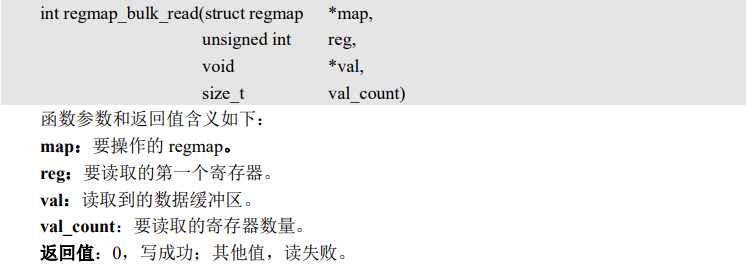 int regmap_bulk_read(struct regmap *map,
unsigned int reg,
void *val,
size_t val_count)
函数参数和返回值含义如下：
map：要操作的 regmap。
reg：要读取的第一个寄存器。
val：读取到的数据缓冲区。
val_count：要读取的寄存器数量。
返回值：0，写成功；其他值，读失败。